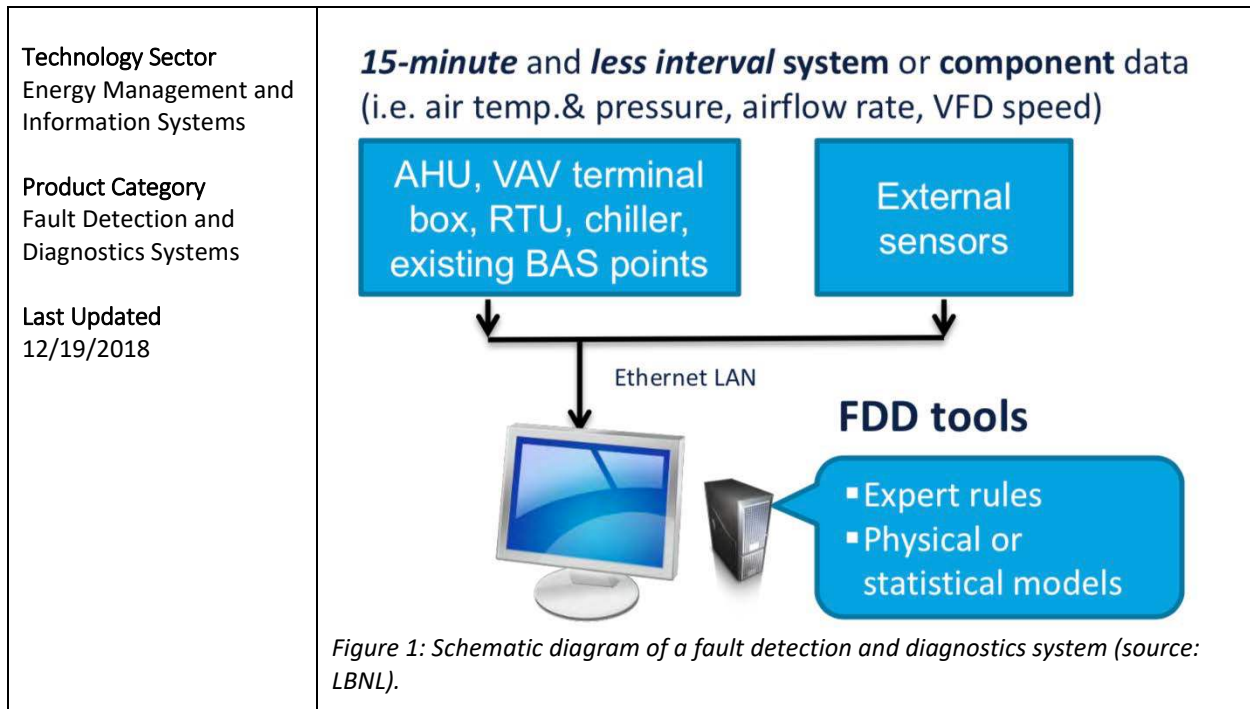 Technology Sector
Energy Management and
Information Systems
Product Category
Fault Detection and
Diagnostics Systems
Last Updated
12/19/2018
15-minute and less interval system or component data
(i.e. air temp.& pressure, airflow rate, VFD speed)
AHU, VAV terminal
box, RTU, chiller,
existing BAS points
External
sensors
Ethernet LAN
FDD tools
▪Expert rules
▪Physical or
statistical models
Figure 1: Schematic diagram of a fault detection and diagnostics system (source:
LBNL).